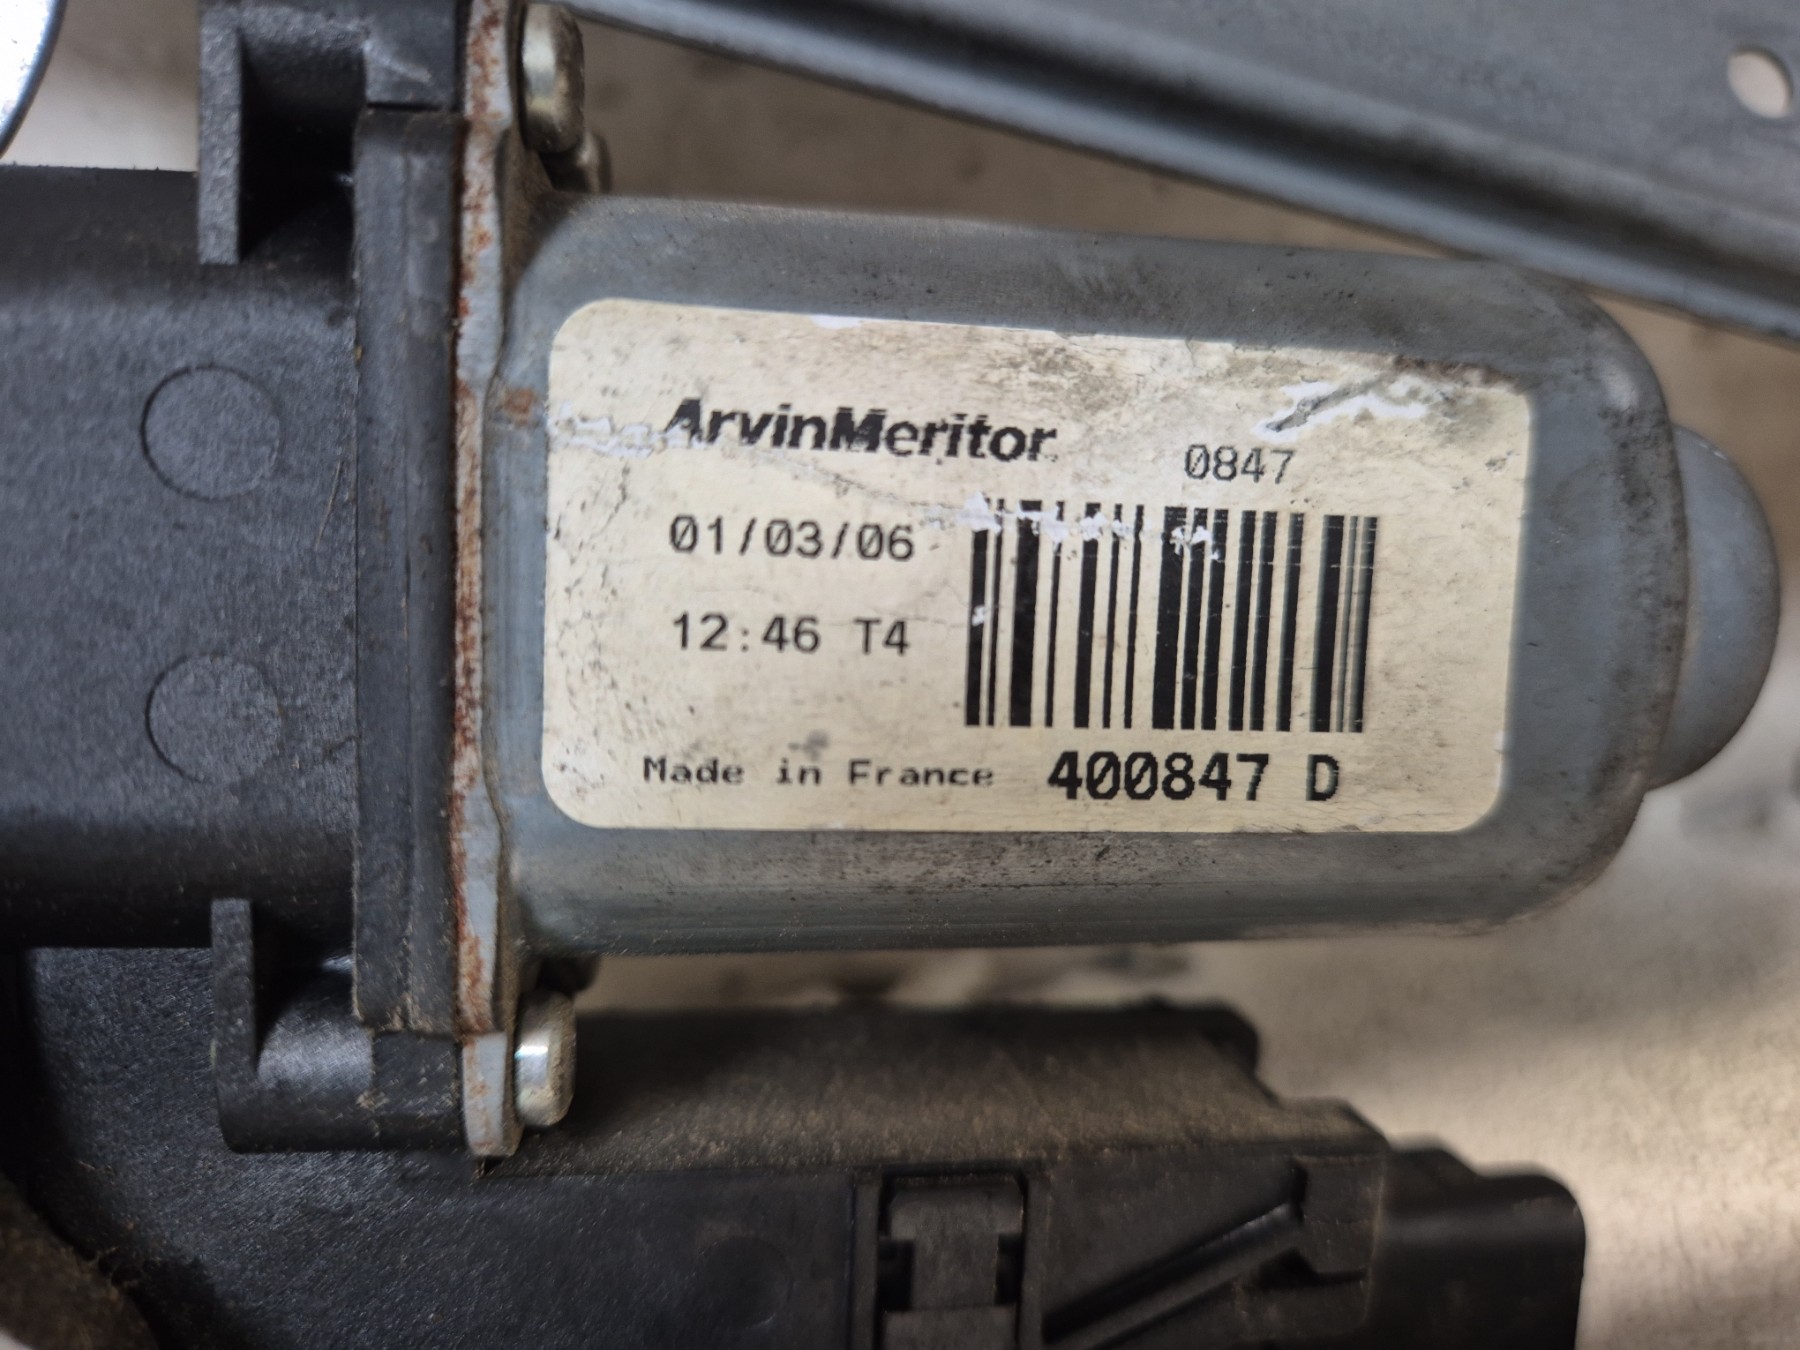 ArvinMeritor
0847
01/03/06
12:46 T4
Made in France 400847 D